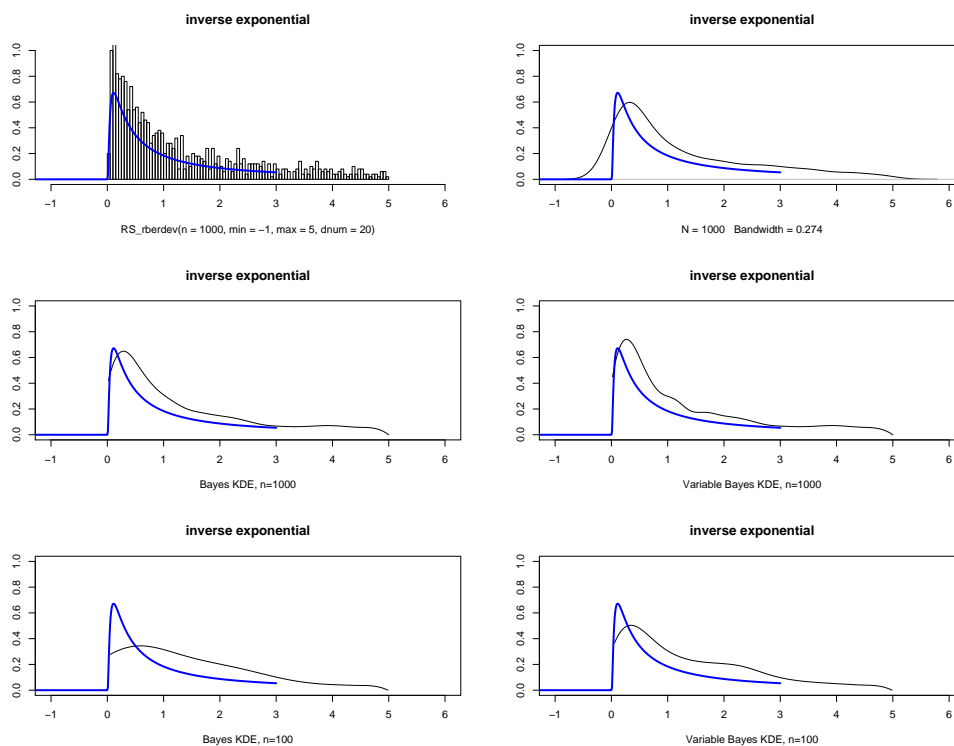 inverse exponential
0.0 0.2 0.4 0.6 0.8 1.0
−1 0 1 2 3 4 5 6
RS_rberdev(n = 1000, min = −1, max = 5, dnum = 20)
inverse exponential
0.0 0.2 0.4 0.6 0.8 1.0
−1 0 1 2 3 4 5 6
N = 1000 Bandwidth = 0.274
inverse exponential
0.0 0.2 0.4 0.6 0.8 1.0
−1 0 1 2 3 4 5 6
Bayes KDE, n=1000
inverse exponential
0.0 0.2 0.4 0.6 0.8 1.0
−1 0 1 2 3 4 5 6
Variable Bayes KDE, n=1000
inverse exponential
0.0 0.2 0.4 0.6 0.8 1.0
−1 0 1 2 3 4 5 6
Bayes KDE, n=100
inverse exponential
0.0 0.2 0.4 0.6 0.8 1.0
−1 0 1 2 3 4 5 6
Variable Bayes KDE, n=100